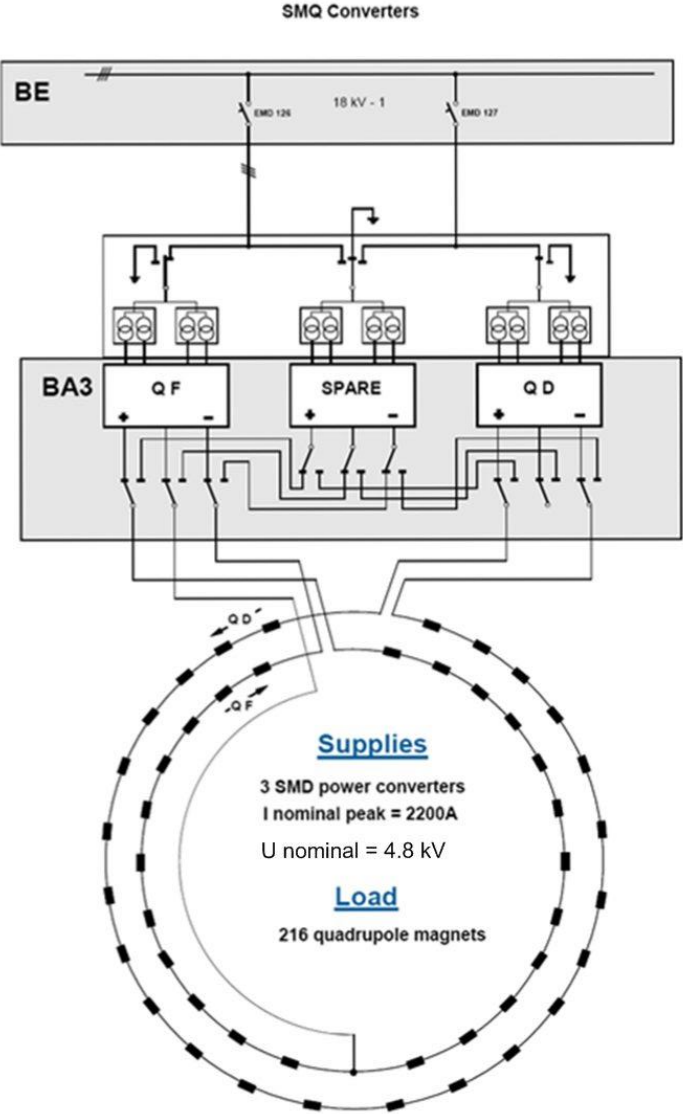 SMQ Converters
BE
18 kV - 1
EMD 126
EMD 127
BA3
Q F
SPARE
Q D
+ -
+ -
+ -
Q D
Q F
Supplies
3 SMD power converters
I nominal peak = 2200A
U nominal = 4.8 kV
Load
216 quadrupole magnets